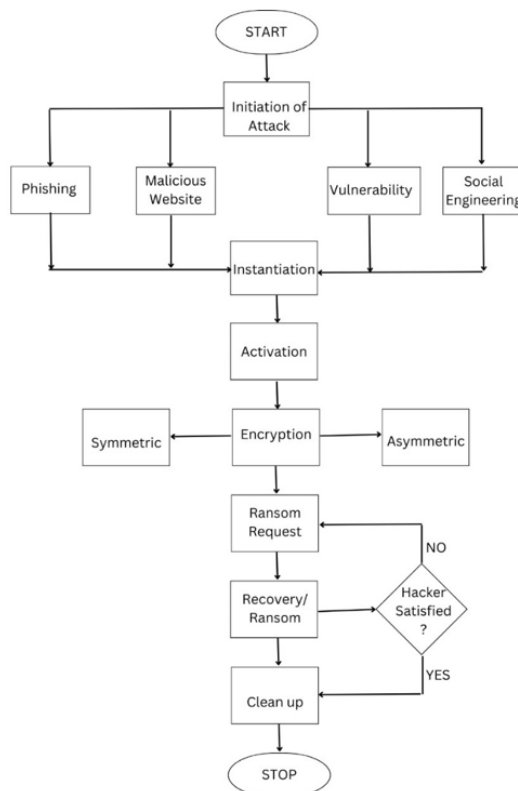 START
Initiation of
Attack
Phishing
Malicious
Website
Vulnerability
Social
Engineering
Instantiation
Activation
Symmetric
Encryption
Asymmetric
Ransom
Request
NO
Recovery/
Ransom
Hacker
Satisfied
?
YES
Clean up
STOP